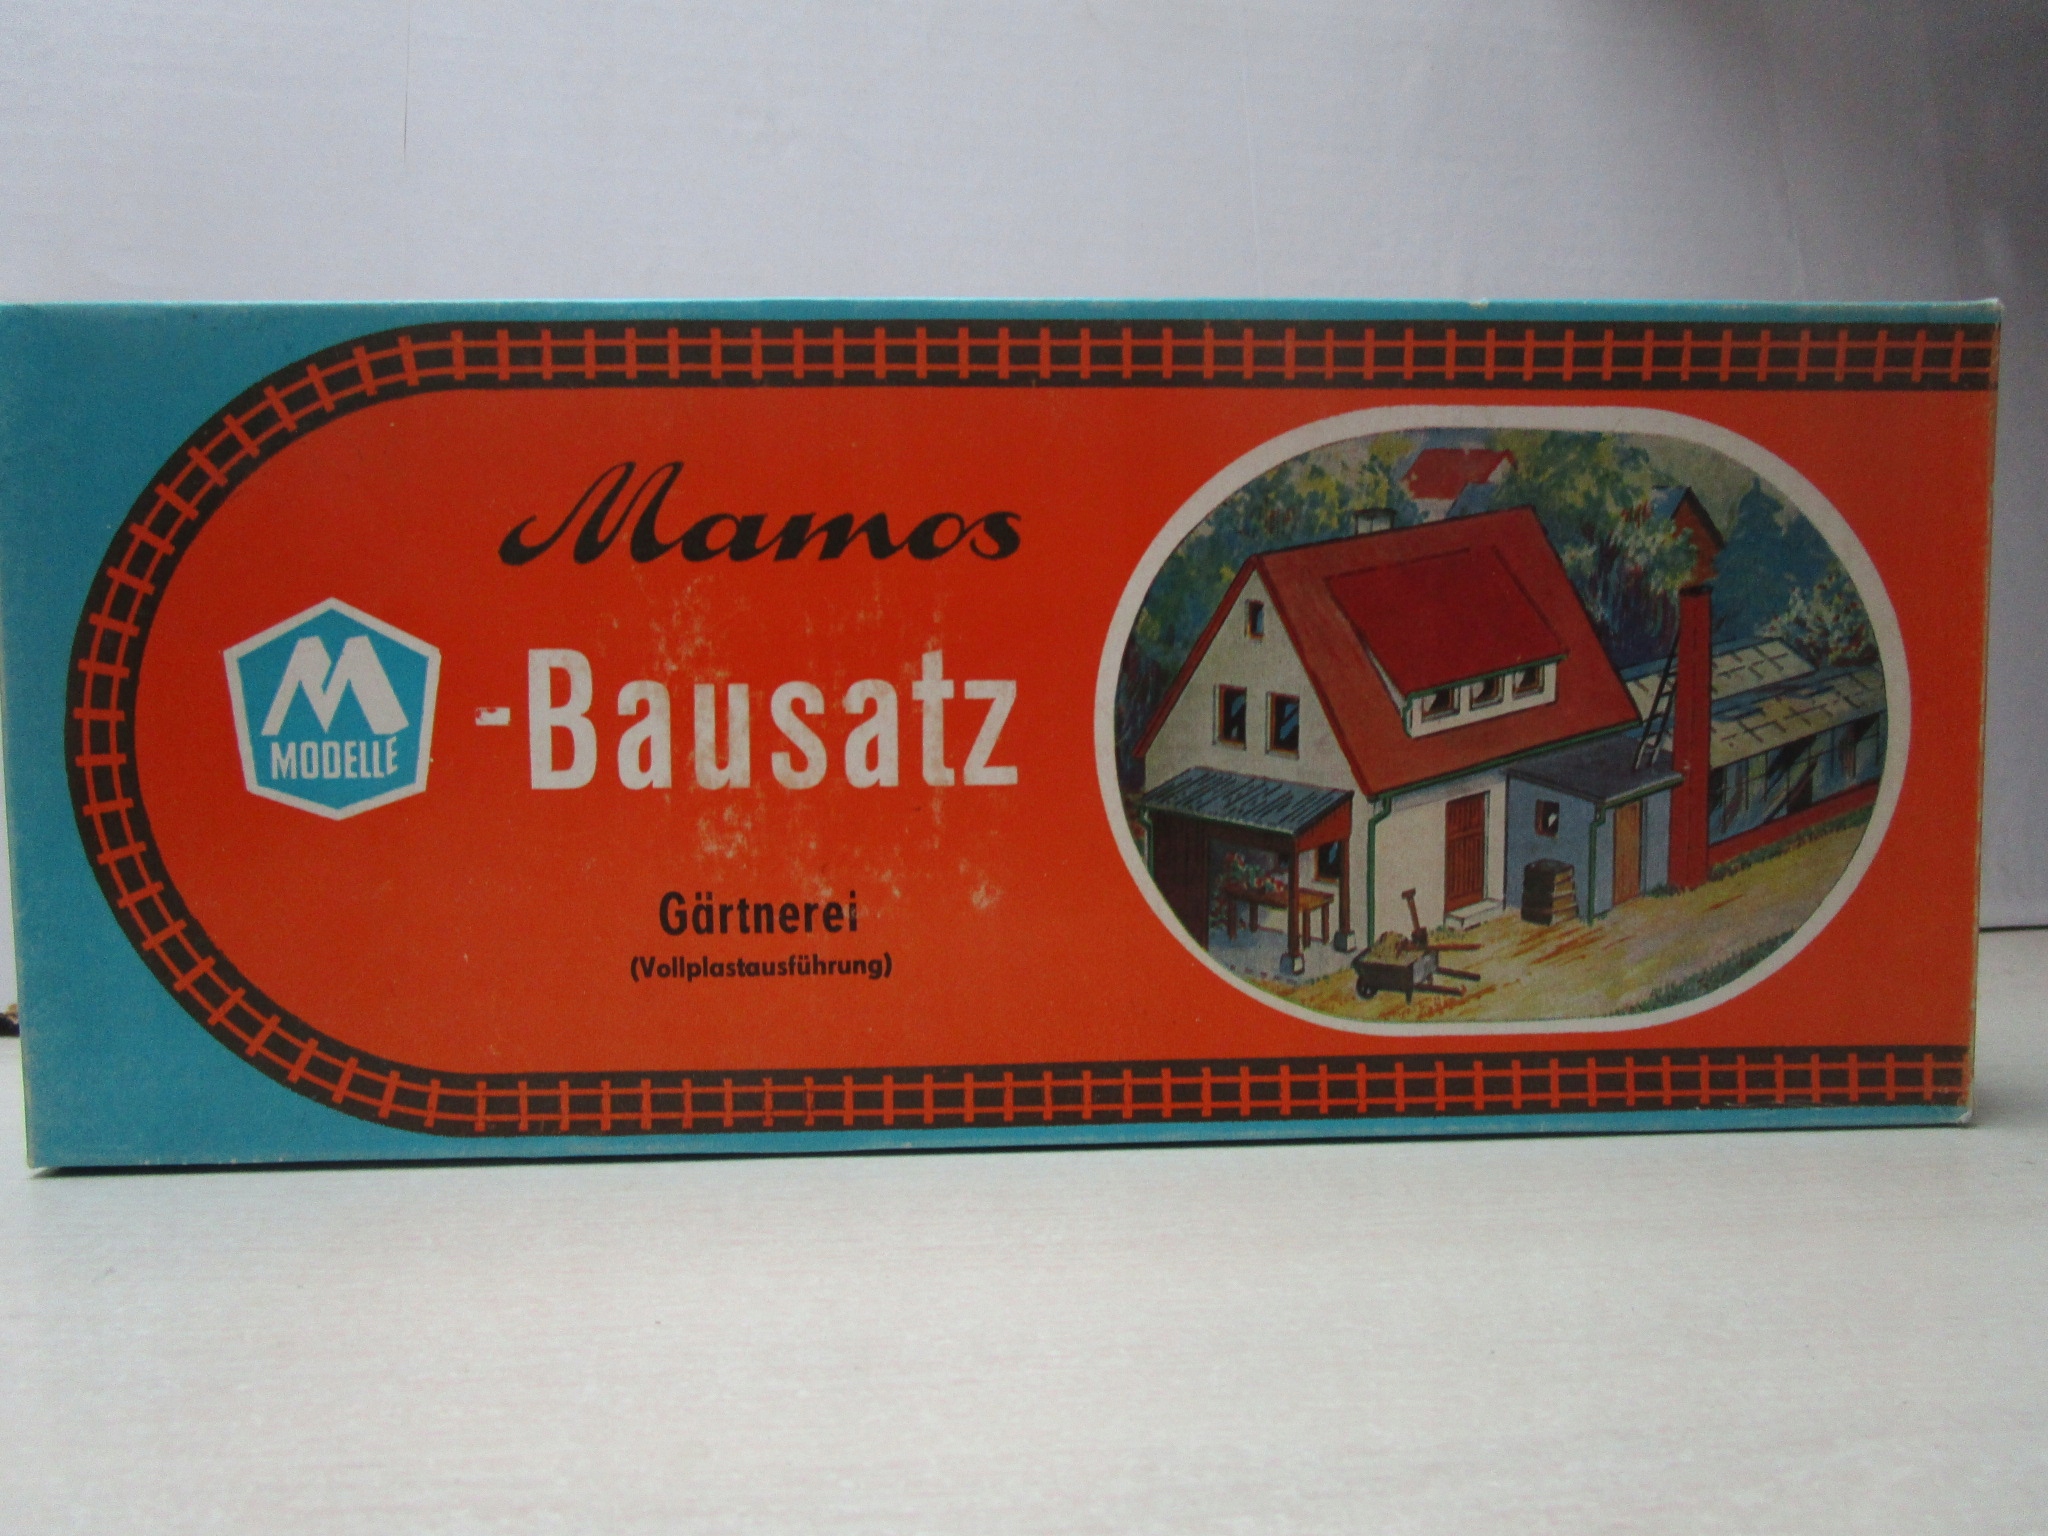 Mamos
M
MODELLE
-Bausatz
Gärtnerei
(Vollplastausführung)